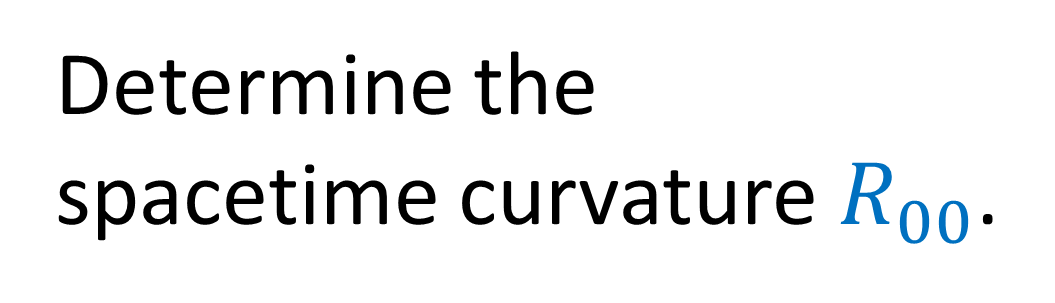 Determine the
spacetime curvature R₀₀.